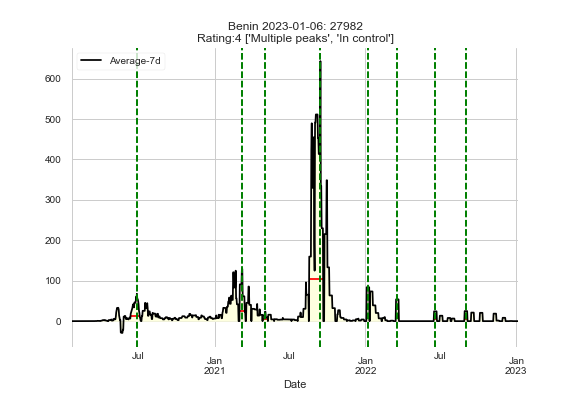 Benin 2023-01-06: 27982
Rating:4 ['Multiple peaks', 'In control']
Average-7d
600
500
400
300
200
100
0
Jul
Jan
2021
Jul
Jan
2022
Jul
Jan
2023
Date